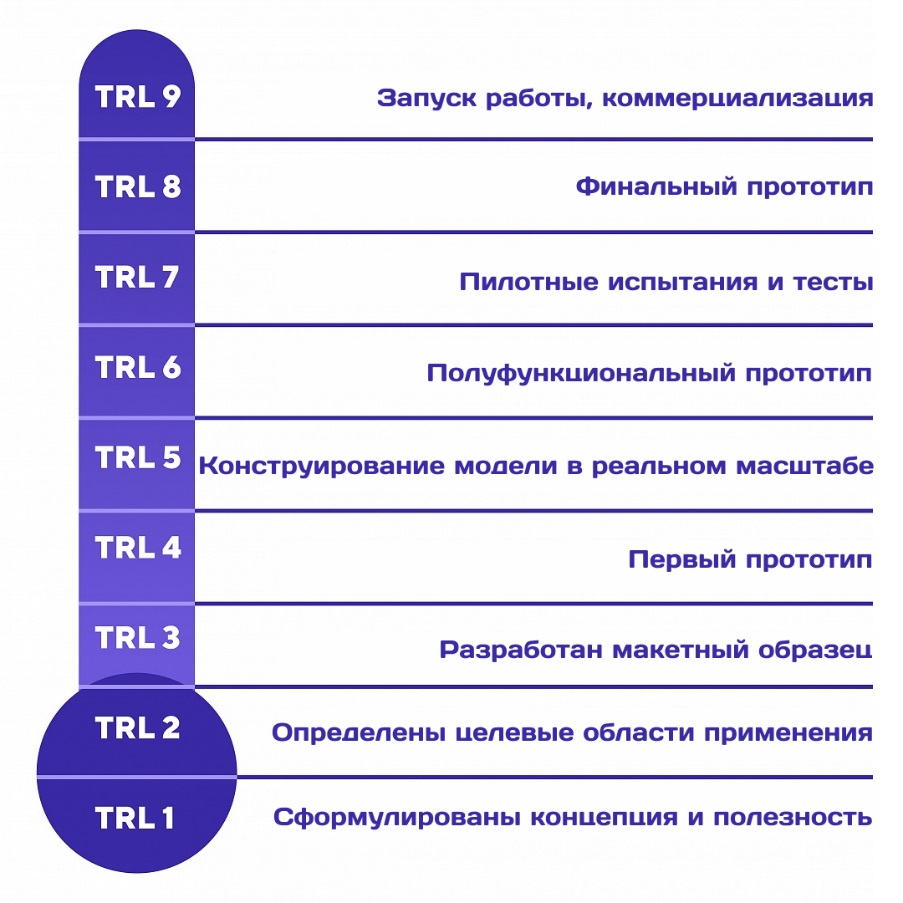 TRL 9 Запуск работы, коммерциализация
TRL 8 Финальный прототип
TRL 7 Пилотные испытания и тесты
TRL 6 Полуфункциональный прототип
TRL 5 Конструирование модели в реальном масштабе
TRL 4 Первый прототип
TRL 3 Разработан макетный образец
TRL 2 Определены целевые области применения
TRL 1 Сформулированы концепция и полезность